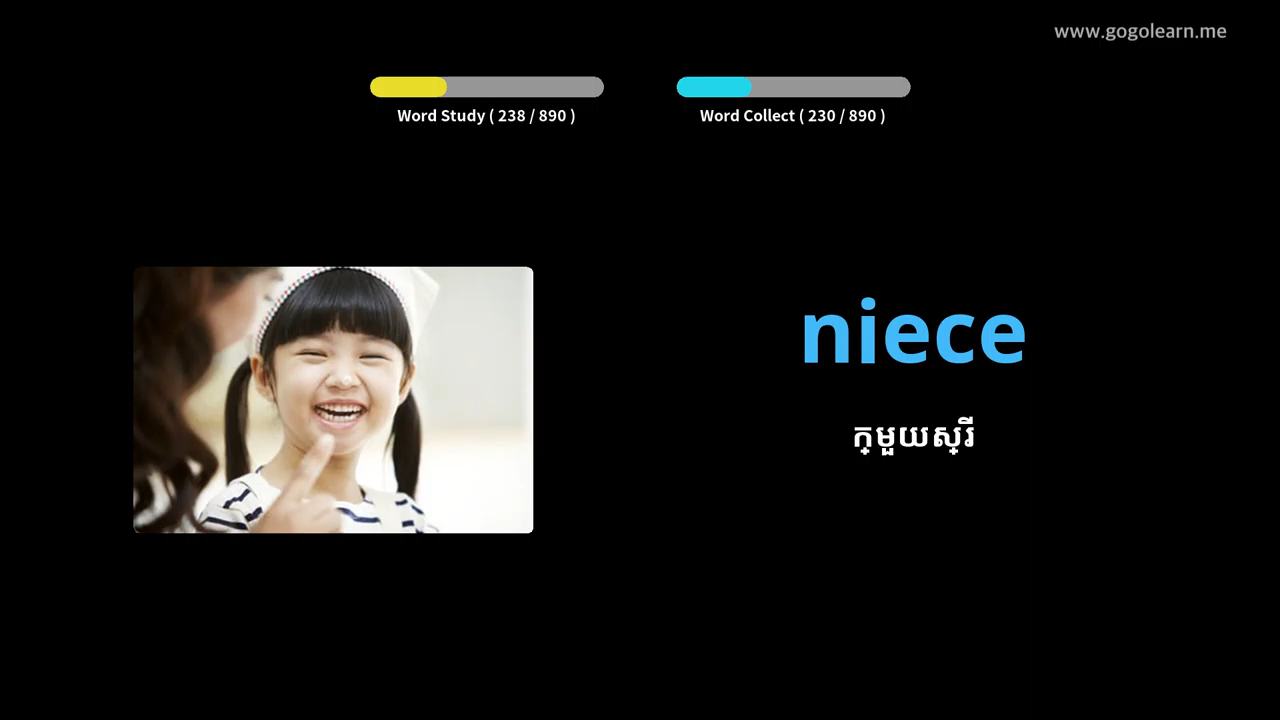 www.gogolearn.me
Word Study ( 238 / 890 )
Word Collect ( 230 / 890 )
niece
ក្មួយស្រី